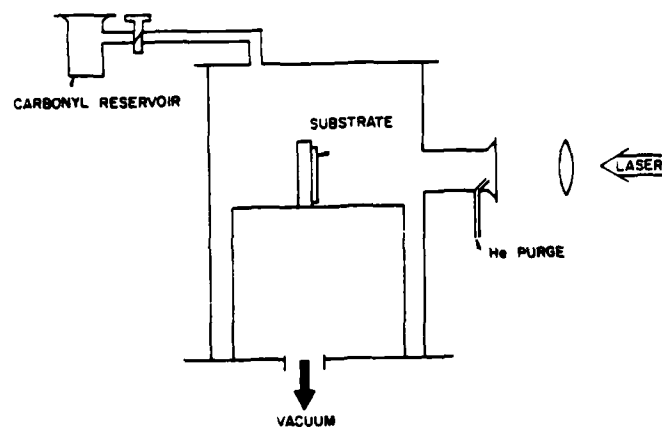 CARBONYL RESERVOIR
SUBSTRATE
LASER
He PURGE
VACUUM